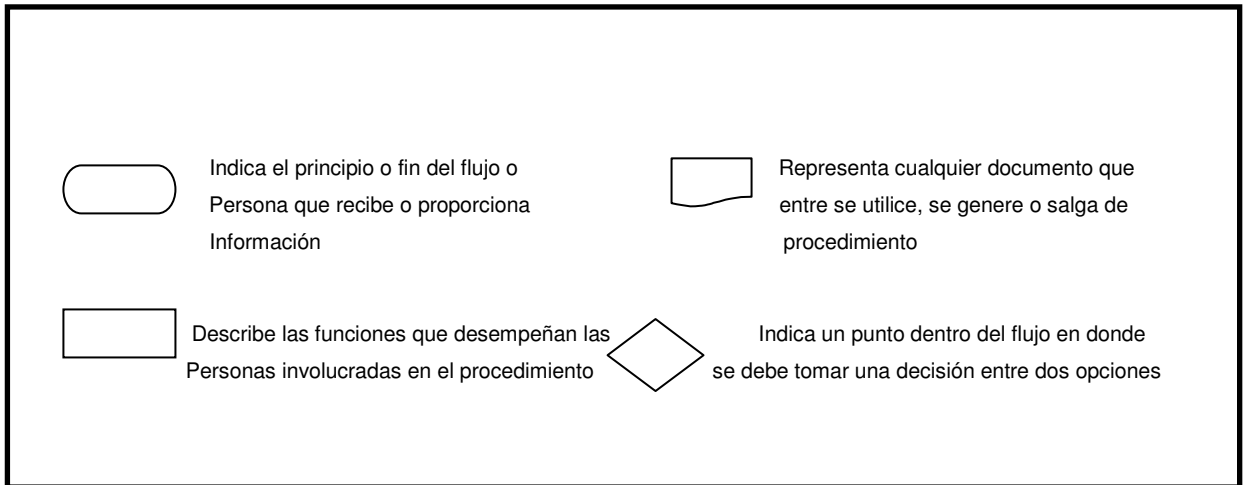 Indica el principio o fin del flujo o
Persona que recibe o proporciona
Información
Representa cualquier documento que
entre se utilice, se genere o salga de
procedimiento
Describe las funciones que desempeñan las
Personas involucradas en el procedimiento
Indica un punto dentro del flujo en donde
se debe tomar una decisión entre dos opciones